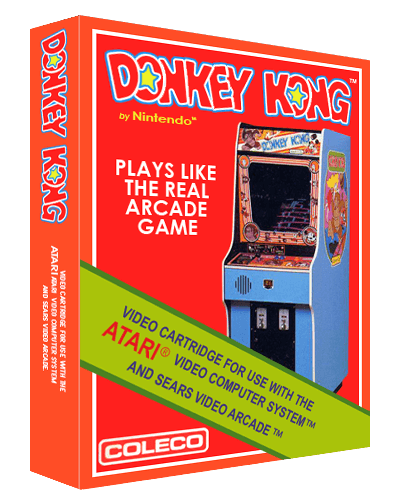 DONKEY KONG™
by Nintendo™
PLAYS LIKE
THE REAL
ARCADE
GAME
DONKEY KONG
VIDEO CARTRIDGE FOR USE WITH THE
ATARI® VIDEO COMPUTER SYSTEM™
AND SEARS VIDEO ARCADE™
COLECO
DONKEY KONG
VIDEO CARTRIDGE FOR USE WITH THE
ATARI VIDEO COMPUTER SYSTEM
AND SEARS VIDEO ARCADE